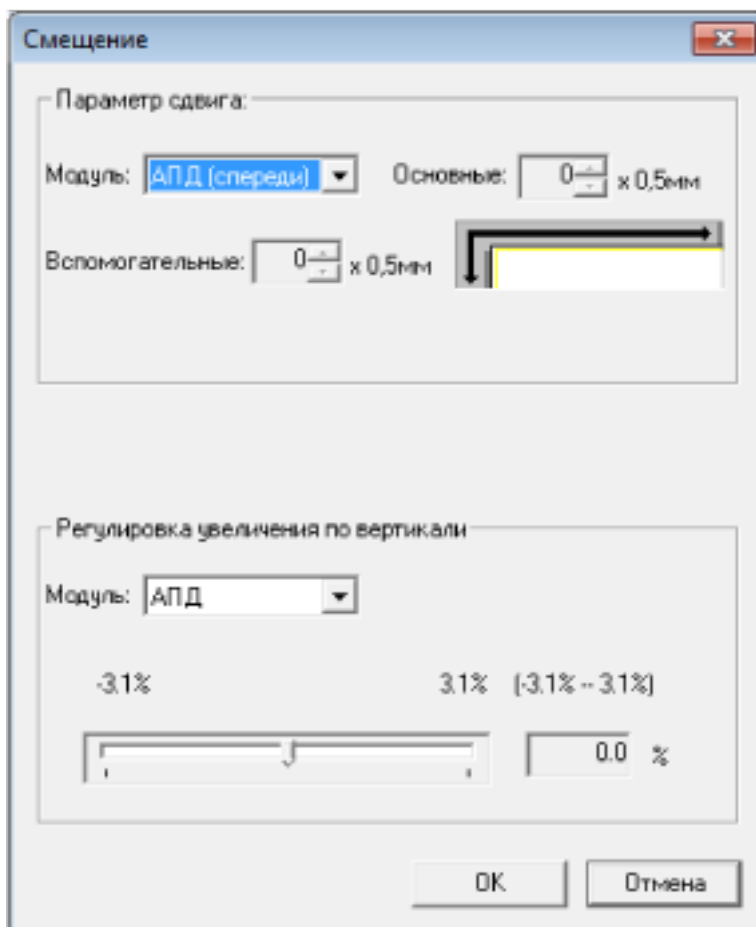 Смещение
Параметр сдвига:
Модуль: АПД (спереди) Основные: 0 x 0,5мм
Вспомогательные: 0 x 0,5мм
Регулировка увеличения по вертикали
Модуль: АПД
-3.1% 3.1% (-3.1% -- 3.1%)
0.0 %
OK Отмена